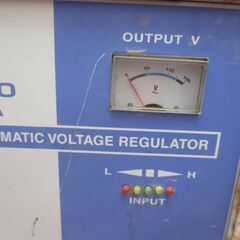 OUTPUT V
V
MATIC VOLTAGE REGULATOR
L H
INPUT